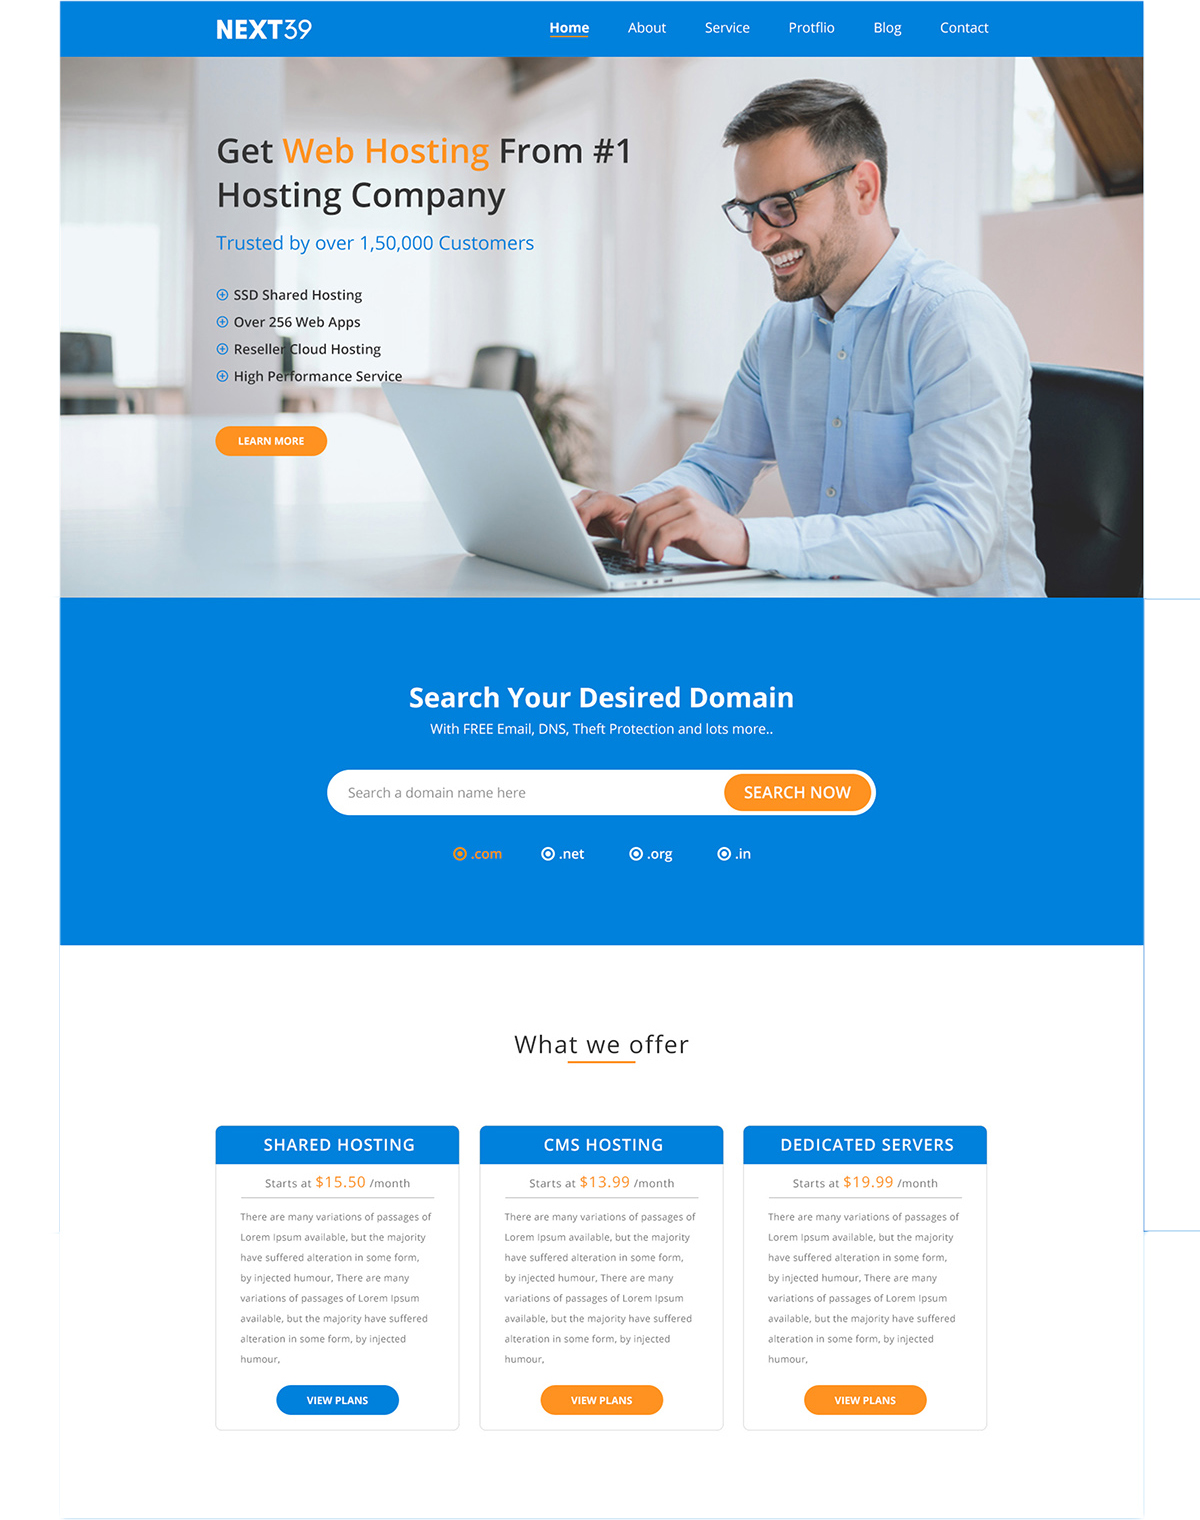 NEXT39
Home About Service Protflio Blog Contact
Get Web Hosting From #1
Hosting Company
Trusted by over 1,50,000 Customers
SSD Shared Hosting
Over 256 Web Apps
Reseller Cloud Hosting
High Performance Service
LEARN MORE
Search Your Desired Domain
With FREE Email, DNS, Theft Protection and lots more..
Search a domain name here SEARCH NOW
.com .net .org .in
What we offer
SHARED HOSTING
Starts at $15.50 /month
There are many variations of passages of
Lorem Ipsum available, but the majority
have suffered alteration in some form,
by injected humour, There are many
variations of passages of Lorem Ipsum
available, but the majority have suffered
alteration in some form, by injected
humour,
VIEW PLANS
CMS HOSTING
Starts at $13.99 /month
There are many variations of passages of
Lorem Ipsum available, but the majority
have suffered alteration in some form,
by injected humour, There are many
variations of passages of Lorem Ipsum
available, but the majority have suffered
alteration in some form, by injected
humour,
VIEW PLANS
DEDICATED SERVERS
Starts at $19.99 /month
There are many variations of passages of
Lorem Ipsum available, but the majority
have suffered alteration in some form,
by injected humour, There are many
variations of passages of Lorem Ipsum
available, but the majority have suffered
alteration in some form, by injected
humour,
VIEW PLANS